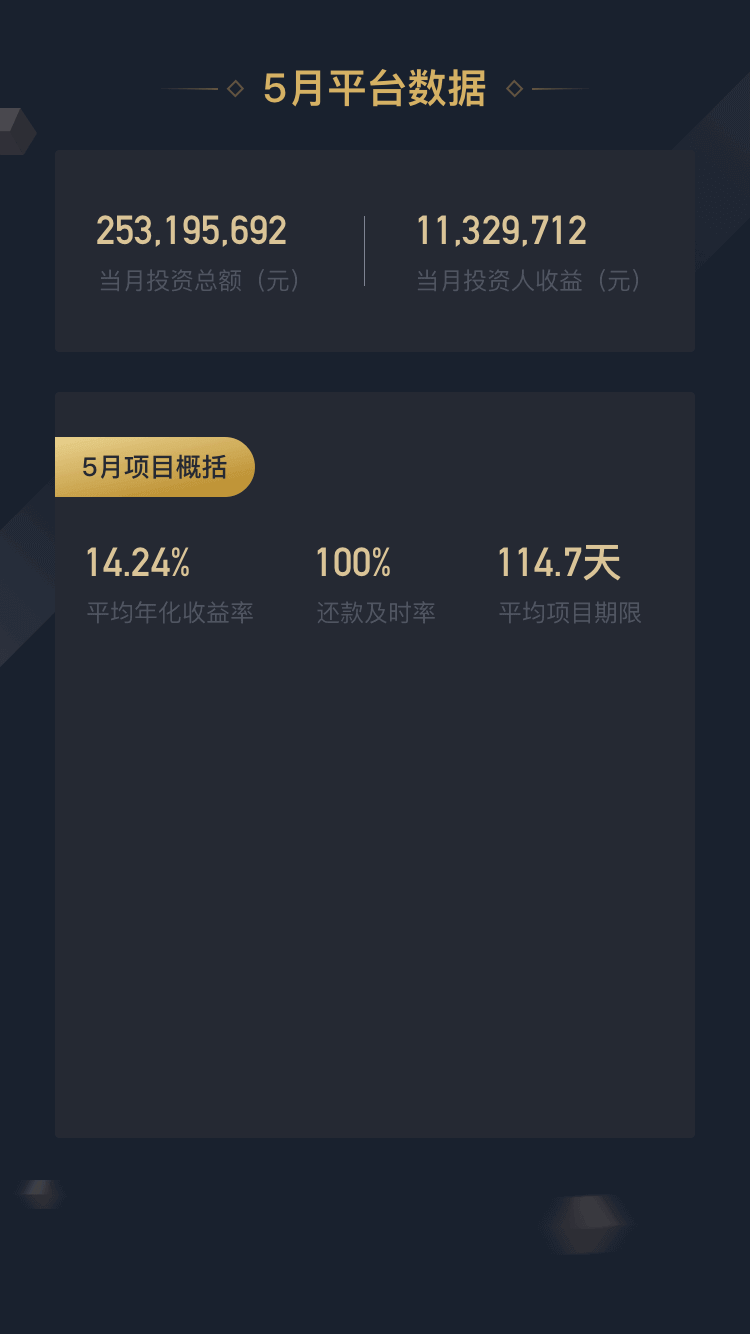 5月平台数据
253,195,692
11,329,712
当月投资总额（元）
当月投资人收益（元）
5月项目概括
14.24%
100%
114.7天
平均年化收益率
还款及时率
平均项目期限